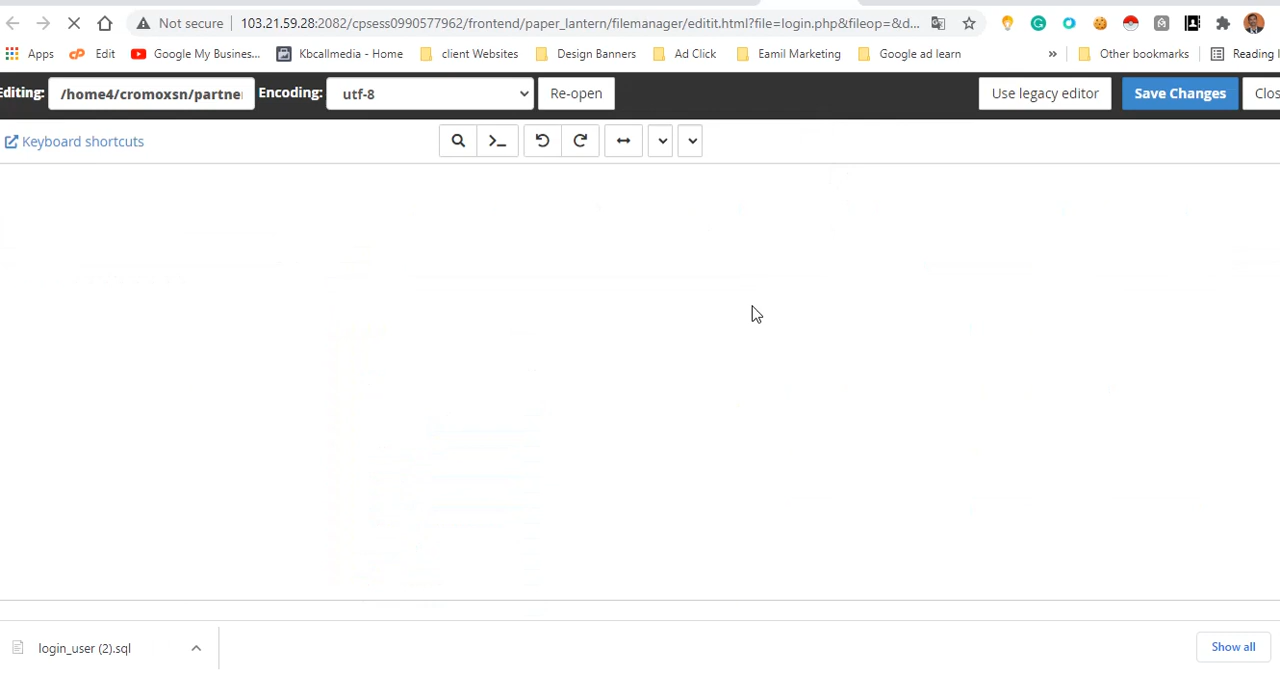 Not secure 103.21.59.28:2082/cpsess0990577962/frontend/paper_lantern/filemanager/editit.html?file=login.php&fileop=&d...
Apps Edit Google My Busines... Kbcallmedia - Home client Websites Design Banners Ad Click Eamil Marketing Google ad learn » Other bookmarks Reading l
Editing: /home4/cromoxsn/partne Encoding: utf-8 Re-open Use legacy editor Save Changes Clos
Keyboard shortcuts
login_user (2).sql Show all